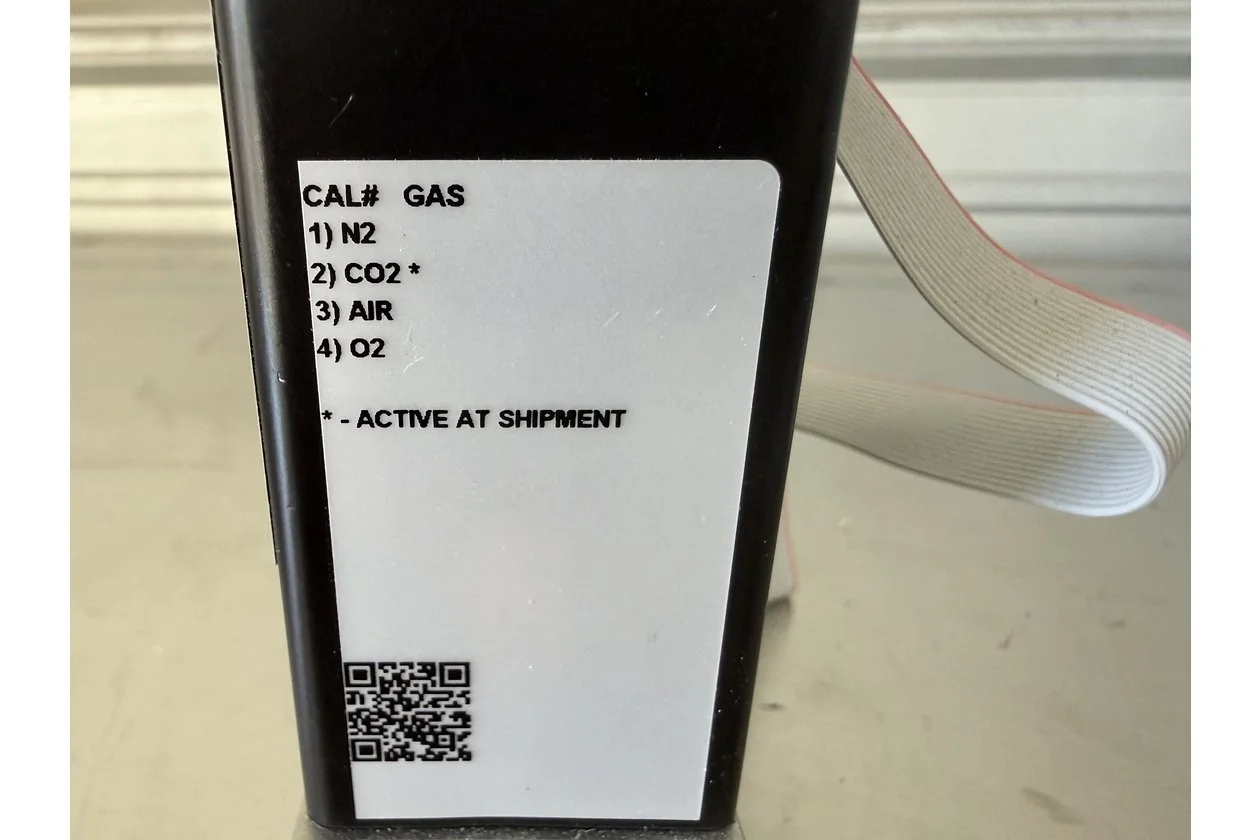 CAL# GAS
1) N2
2) CO2 *
3) AIR
4) O2
* - ACTIVE AT SHIPMENT